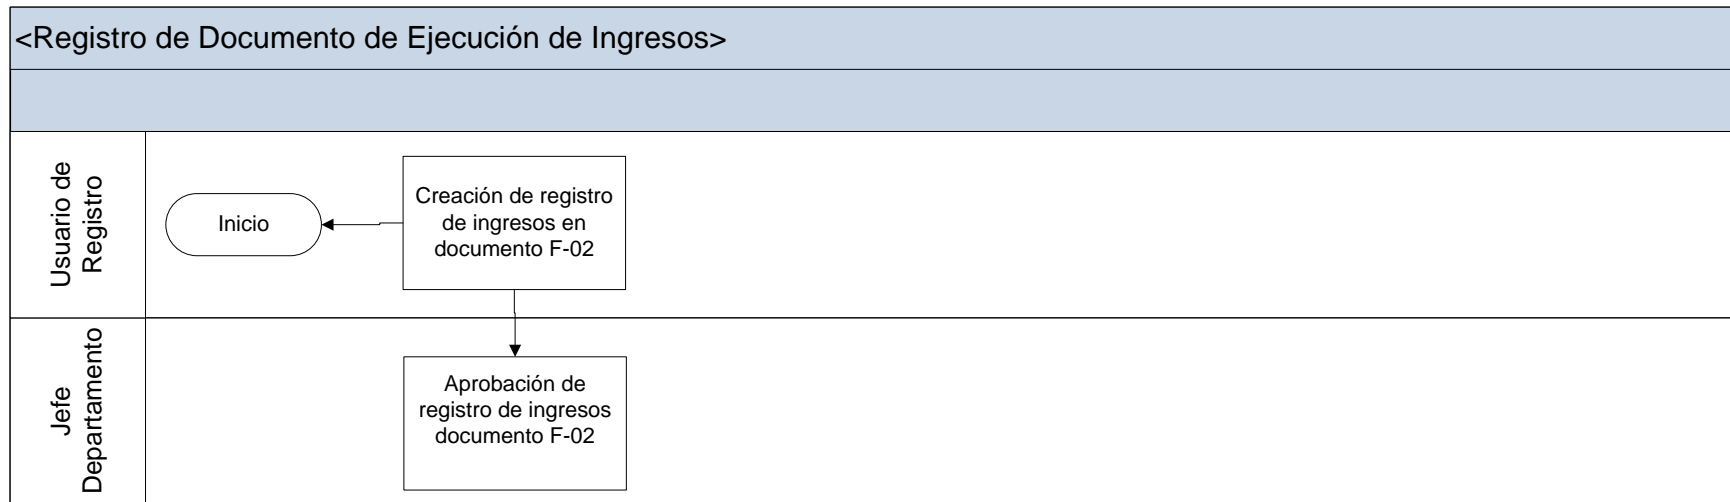 <Registro de Documento de Ejecución de Ingresos>
Usuario de
Registro
Inicio
Creación de registro
de ingresos en
documento F-02
Jefe
Departamento
Aprobación de
registro de ingresos
documento F-02